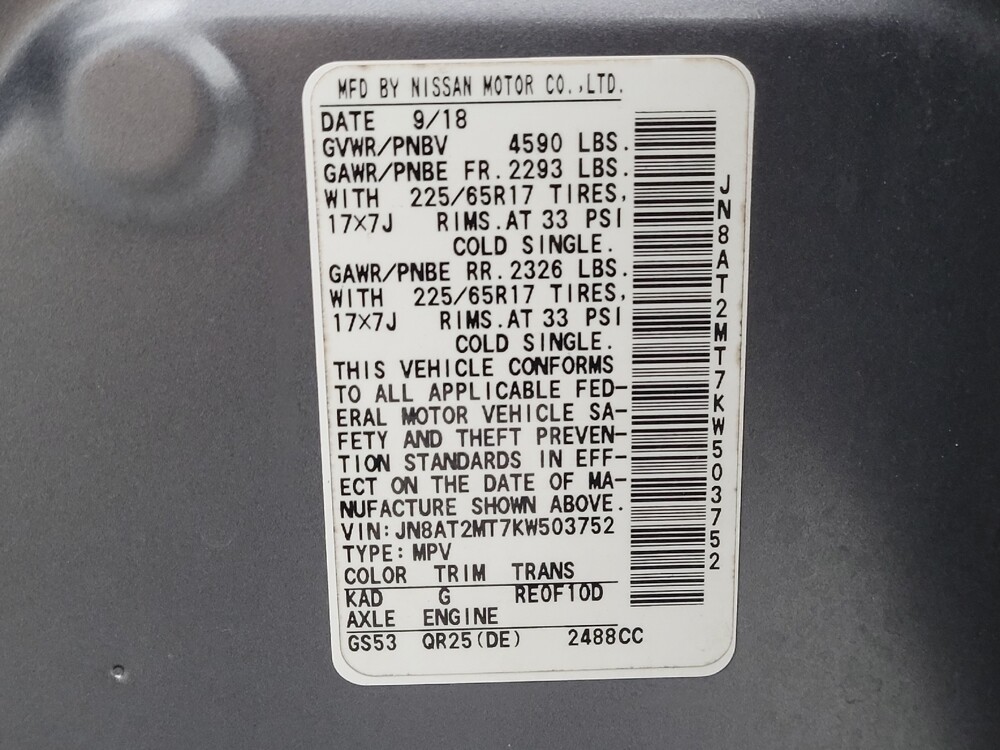 MFD BY NISSAN MOTOR CO.,LTD.
DATE 9/18
GVWR/PNBV 4590 LBS.
GAWR/PNBE FR.2293 LBS.
WITH 225/65R17 TIRES,
17×7J RIMS.AT 33 PSI
COLD SINGLE.
GAWR/PNBE RR.2326 LBS.
WITH 225/65R17 TIRES,
17×7J RIMS.AT 33 PSI
COLD SINGLE.
THIS VEHICLE CONFORMS
TO ALL APPLICABLE FED-
ERAL MOTOR VEHICLE SA-
FETY AND THEFT PREVEN-
TION STANDARDS IN EFF-
ECT ON THE DATE OF MA-
NUFACTURE SHOWN ABOVE.
VIN:JN8AT2MT7KW503752
TYPE:MPV
COLOR TRIM TRANS
KAD G RE0F10D
AXLE ENGINE
GS53 QR25(DE) 2488CC
JN8AT2MT7KW503752